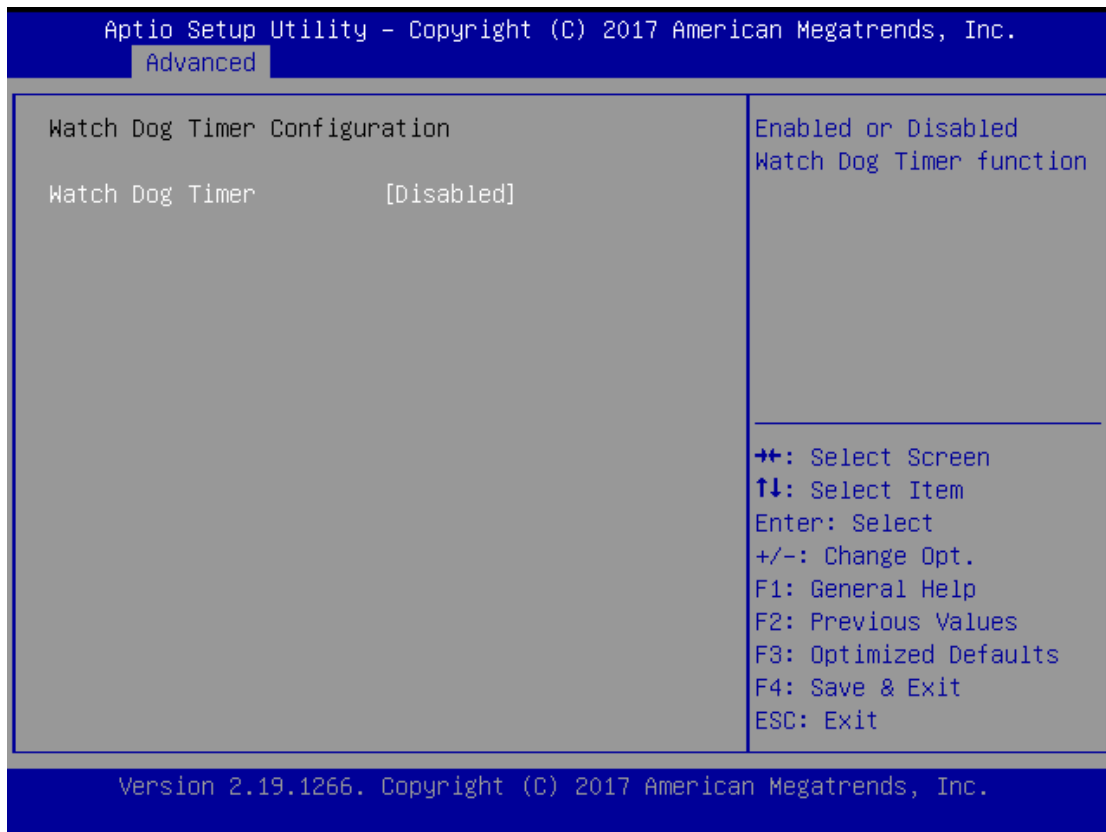 Aptio Setup Utility – Copyright (C) 2017 American Megatrends, Inc.
Advanced
Watch Dog Timer Configuration
Watch Dog Timer [Disabled]
Enabled or Disabled
Watch Dog Timer function
→←: Select Screen
↑↓: Select Item
Enter: Select
+/-: Change Opt.
F1: General Help
F2: Previous Values
F3: Optimized Defaults
F4: Save & Exit
ESC: Exit
Version 2.19.1266. Copyright (C) 2017 American Megatrends, Inc.